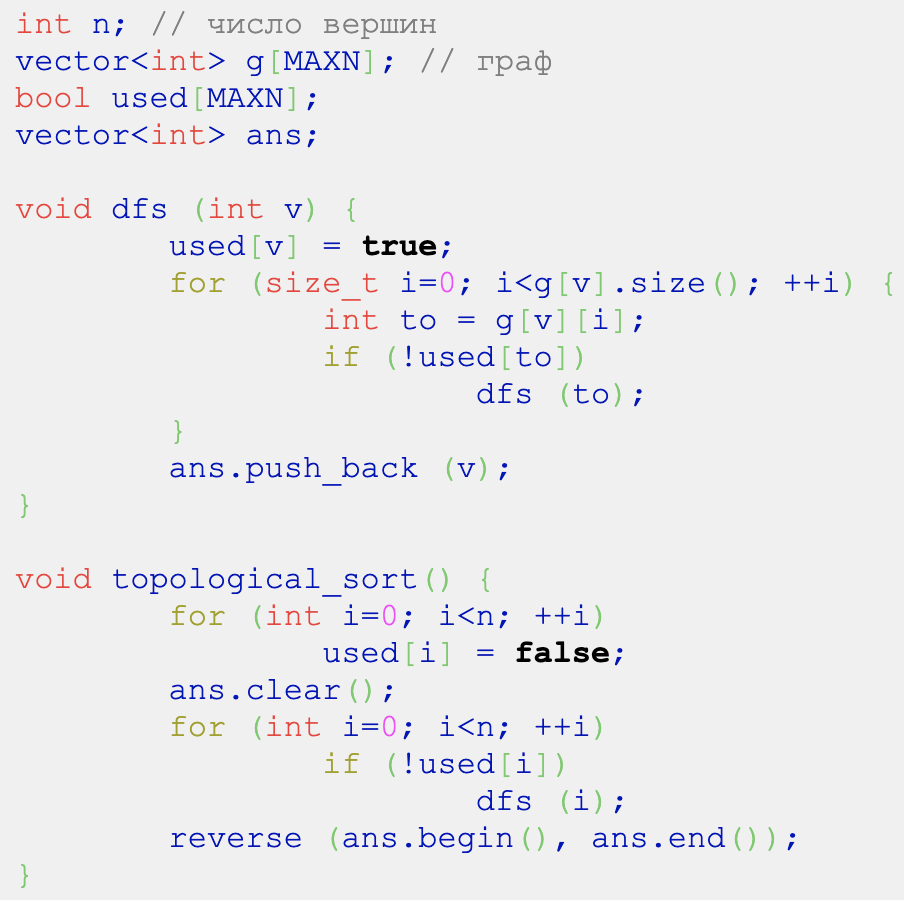 int n; // число вершин
vector<int> g[MAXN]; // граф
bool used[MAXN];
vector<int> ans;

void dfs (int v) {
        used[v] = true;
        for (size_t i=0; i<g[v].size(); ++i) {
                int to = g[v][i];
                if (!used[to])
                        dfs (to);
        }
        ans.push_back (v);
}

void topological_sort() {
        for (int i=0; i<n; ++i)
                used[i] = false;
        ans.clear();
        for (int i=0; i<n; ++i)
                if (!used[i])
                        dfs (i);
        reverse (ans.begin(), ans.end());
}